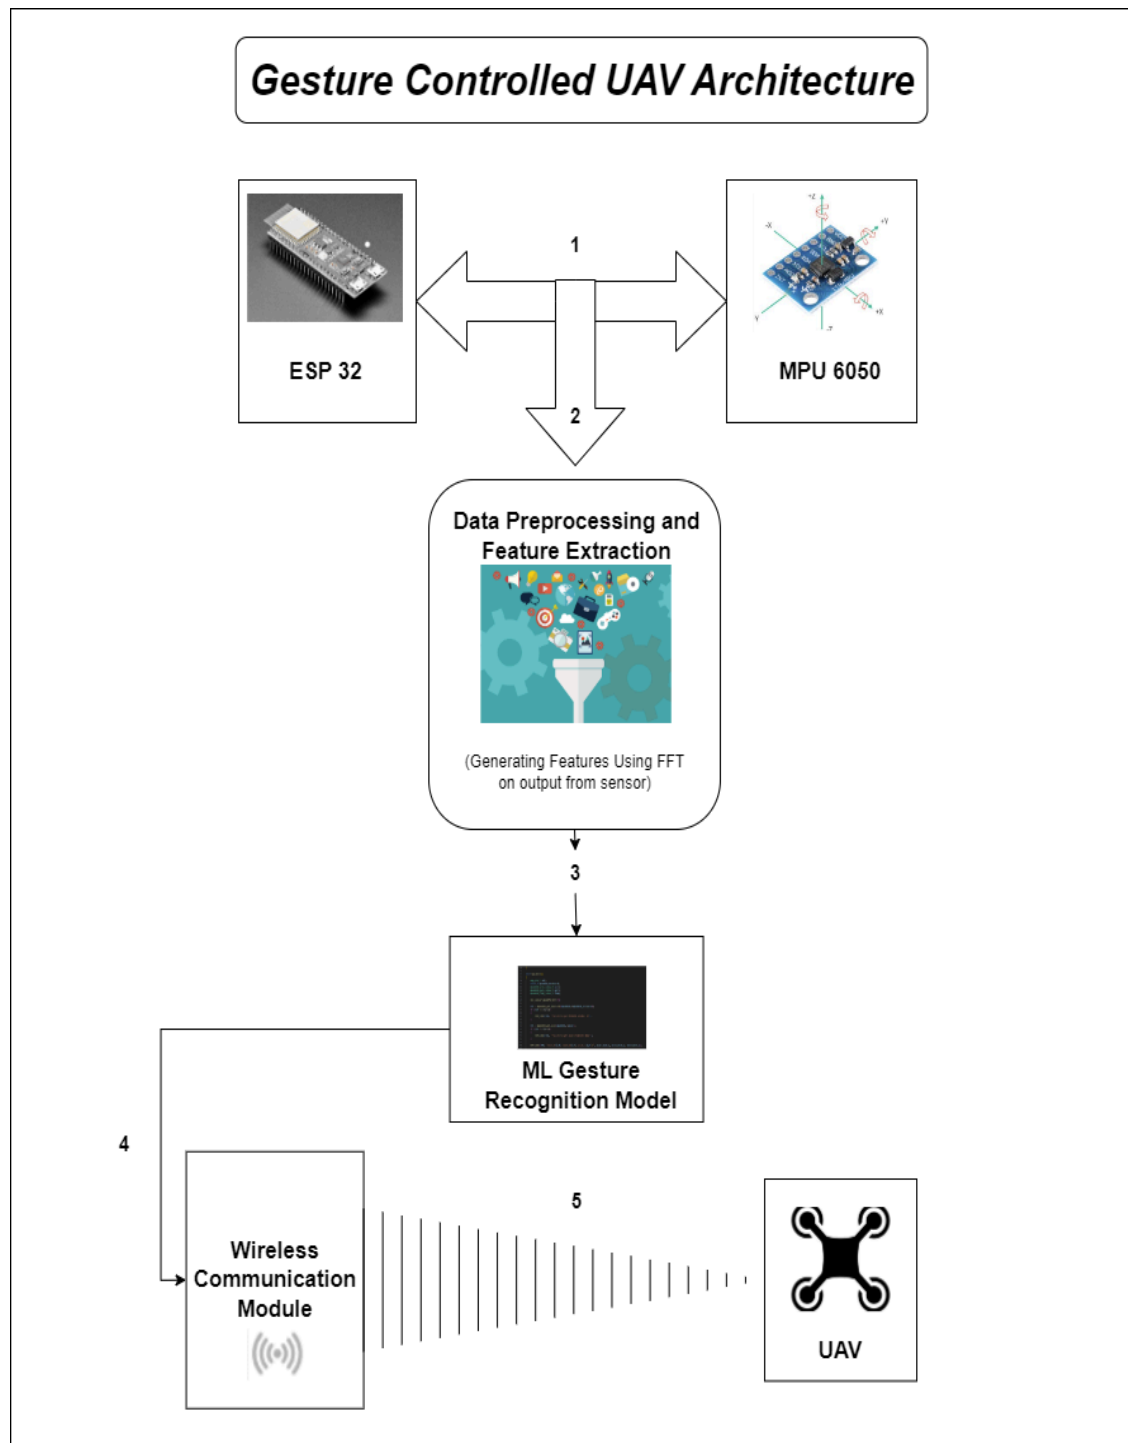 Gesture Controlled UAV Architecture
1
ESP 32
+Z
+Y
-X
-Y
+X
-Z
MPU 6050
2
Data Preprocessing and
Feature Extraction
(Generating Features Using FFT
on output from sensor)
3
ML Gesture
Recognition Model
4
5
Wireless
Communication
Module
UAV